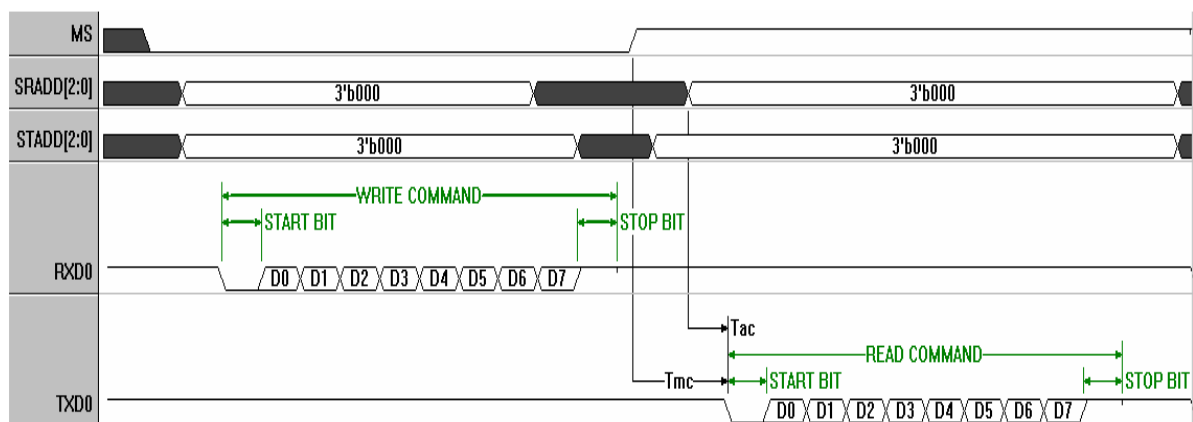 MS
SRADD[2:0] 3'b000 3'b000
STADD[2:0] 3'b000 3'b000
WRITE COMMAND
START BIT STOP BIT
RXD0 D0 D1 D2 D3 D4 D5 D6 D7
Tac
READ COMMAND
Tmc START BIT STOP BIT
TXD0 D0 D1 D2 D3 D4 D5 D6 D7